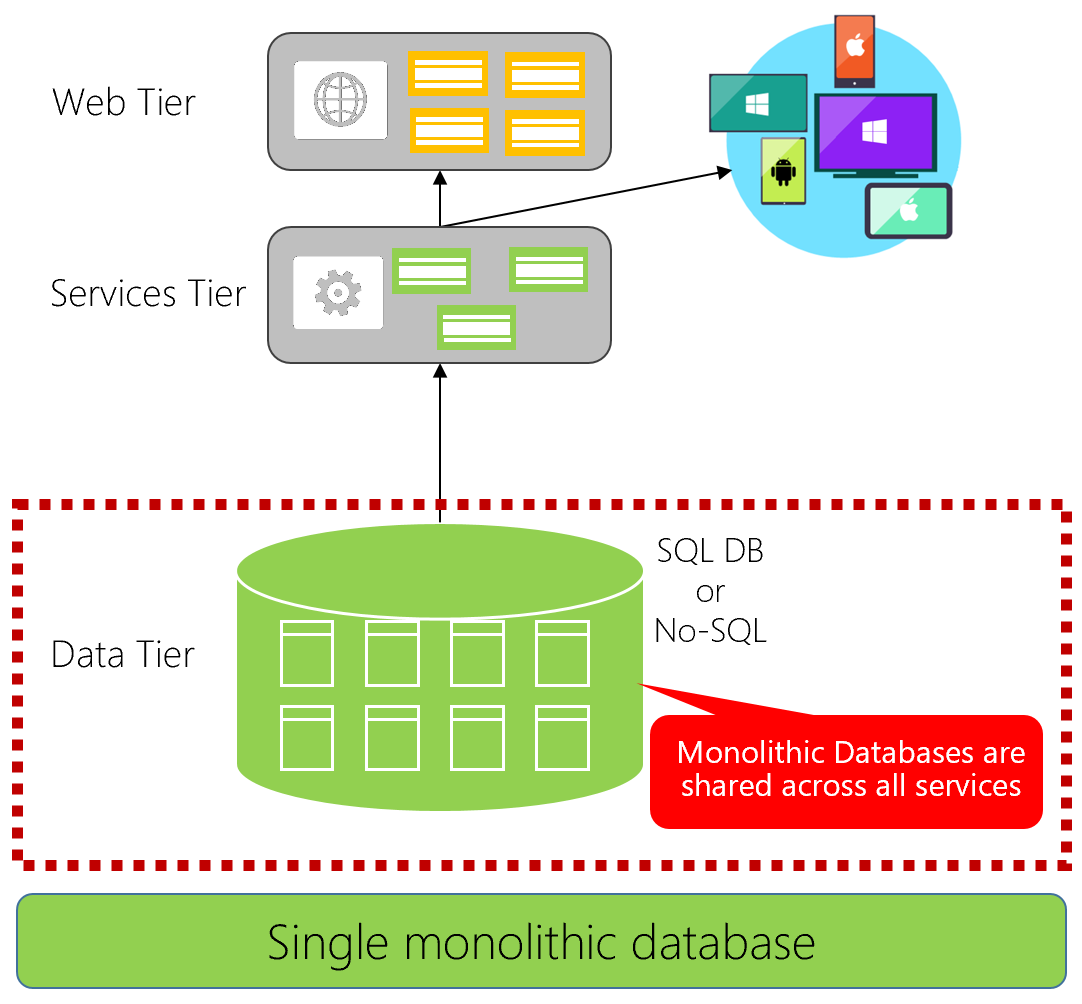 Web Tier
Services Tier
SQL DB
or
No-SQL
Data Tier
Monolithic Databases are
shared across all services
Single monolithic database